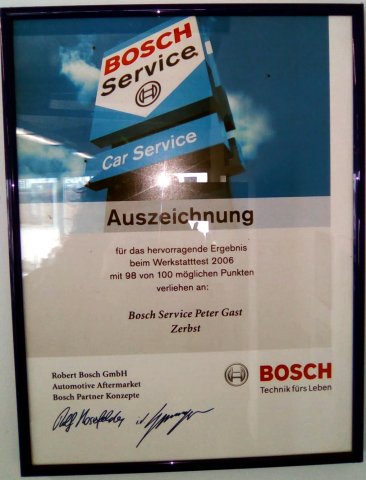 BOSCH
Service
Car Service
Auszeichnung
für das hervorragende Ergebnis
beim Werkstatttest 2006
mit 98 von 100 möglichen Punkten
verliehen an:
Bosch Service Peter Gast
Zerbst
Robert Bosch GmbH
Automotive Aftermarket
Bosch Partner Konzepte
BOSCH
Technik fürs Leben